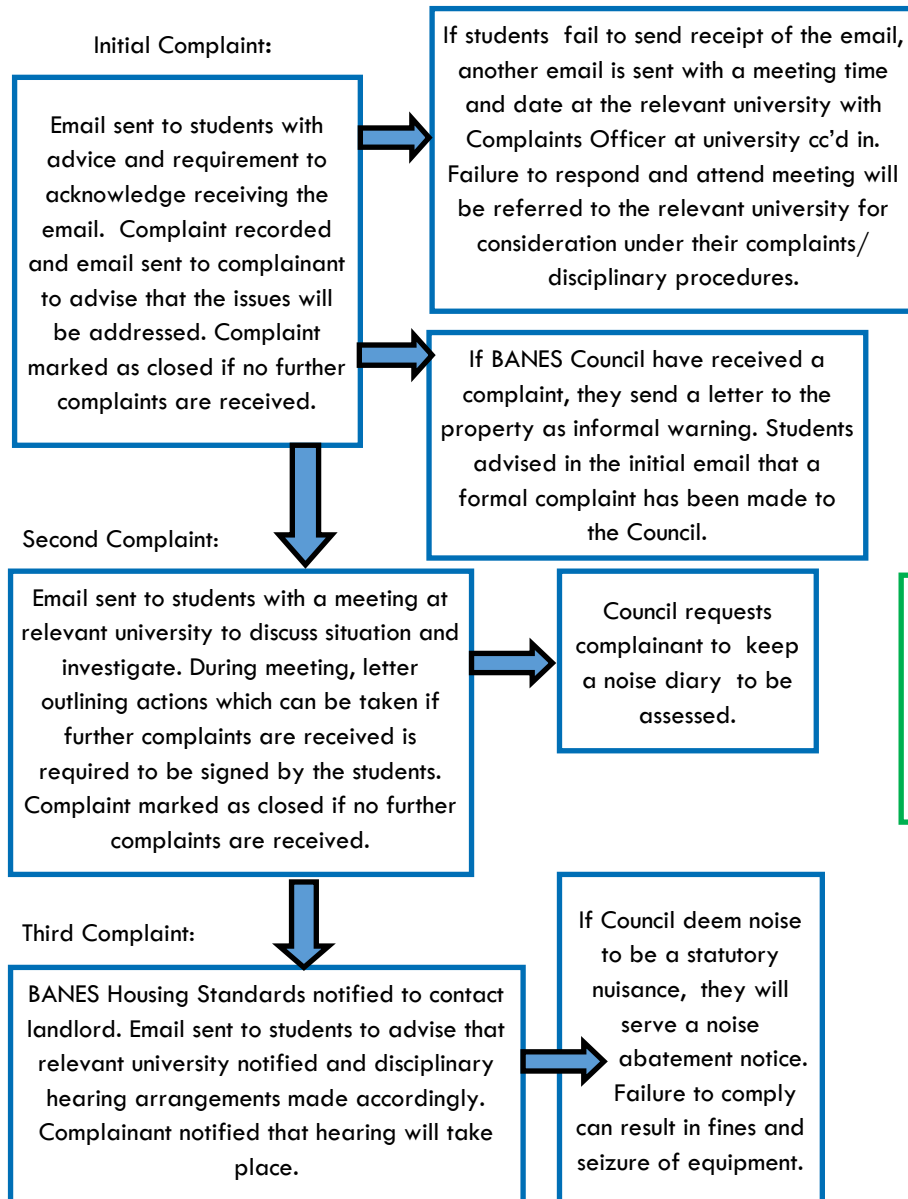 Initial Complaint:
Email sent to students with
advice and requirement to
acknowledge receiving the
email.  Complaint recorded
and email sent to complainant
to advise that the issues will
be addressed. Complaint
marked as closed if no further
complaints are received.
If students  fail to send receipt of the email,
another email is sent with a meeting time
and date at the relevant university with
Complaints Officer at university cc’d in.
Failure to respond and attend meeting will
be referred to the relevant university for
consideration under their complaints/
disciplinary procedures.
If BANES Council have received a
complaint, they send a letter to the
property as informal warning. Students
advised in the initial email that a
formal complaint has been made to
the Council.
Second Complaint:
Email sent to students with a meeting at
relevant university to discuss situation and
investigate. During meeting, letter
outlining actions which can be taken if
further complaints are received is
required to be signed by the students.
Complaint marked as closed if no further
complaints are received.
Council requests
complainant to  keep
a noise diary  to be
assessed.
Third Complaint:
BANES Housing Standards notified to contact
landlord. Email sent to students to advise that
relevant university notified and disciplinary
hearing arrangements made accordingly.
Complainant notified that hearing will take
place.
If Council deem noise
to be a statutory
nuisance,  they will
serve a noise
abatement notice.
Failure to comply
can result in fines and
seizure of equipment.